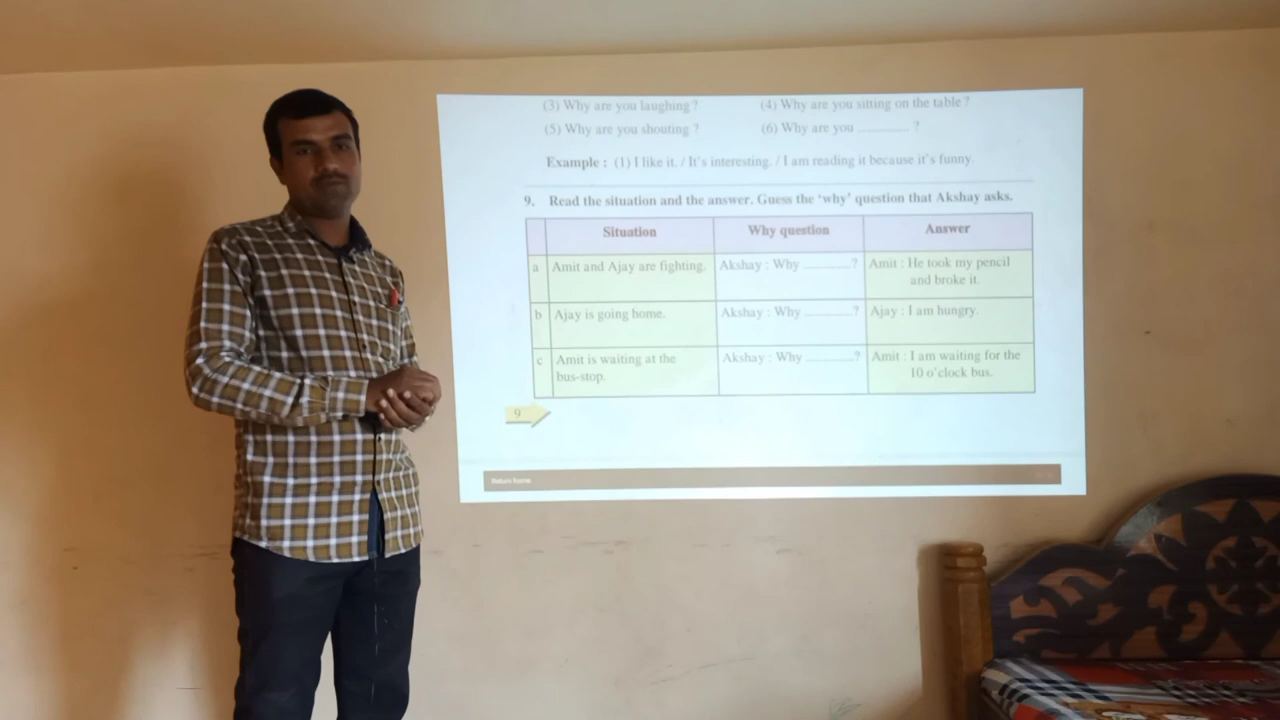 (3) Why are you laughing ? (4) Why are you sitting on the table ?
(5) Why are you shouting ? (6) Why are you ............ ?
Example : (1) I like it. / It's interesting. / I am reading it because it's funny.
9. Read the situation and the answer. Guess the 'why' question that Akshay asks.
Situation Why question Answer
a Amit and Ajay are fighting. Akshay : Why ............ ? Amit : He took my pencil
and broke it.
b Ajay is going home. Akshay : Why ............ ? Ajay : I am hungry.
c Amit is waiting at the Akshay : Why ............ ? Amit : I am waiting for the
bus-stop. 10 o'clock bus.
9
Return home